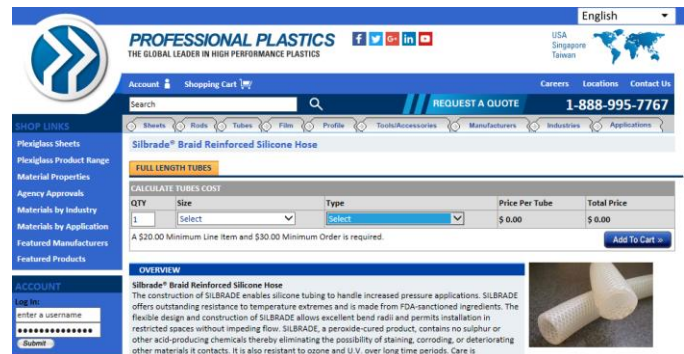 English
PROFESSIONAL PLASTICS
THE GLOBAL LEADER IN HIGH PERFORMANCE PLASTICS
USA
Singapore
Taiwan
Account Shopping Cart
Careers Locations Contact Us
Search
REQUEST A QUOTE 1-888-995-7767
SHOP LINKS
Sheets Rods Tubes Film Profile Tools/Accessories Manufacturers Industries Applications
Plexiglass Sheets
Plexiglass Product Range
Material Properties
Agency Approvals
Materials by Industry
Materials by Application
Featured Manufacturers
Featured Products
ACCOUNT
Log In:
enter a username
Submit
Silbrade® Braid Reinforced Silicone Hose
FULL LENGTH TUBES
CALCULATE TUBES COST
QTY Size Type Price Per Tube Total Price
1 Select Select $ 0.00 $ 0.00
A $20.00 Minimum Line Item and $30.00 Minimum Order is required.
Add To Cart »
OVERVIEW
Silbrade® Braid Reinforced Silicone Hose
The construction of SILBRADE enables silicone tubing to handle increased pressure applications. SILBRADE
offers outstanding resistance to temperature extremes and is made from FDA-sanctioned ingredients. The
flexible design and construction of SILBRADE allows excellent bend radii and permits installation in
restricted spaces without impeding flow. SILBRADE, a peroxide-cured product, contains no sulphur or
other acid-producing chemicals thereby eliminating the possibility of staining, corroding, or deteriorating
other materials it contacts. It is also resistant to ozone and U.V. over long time periods. Care is